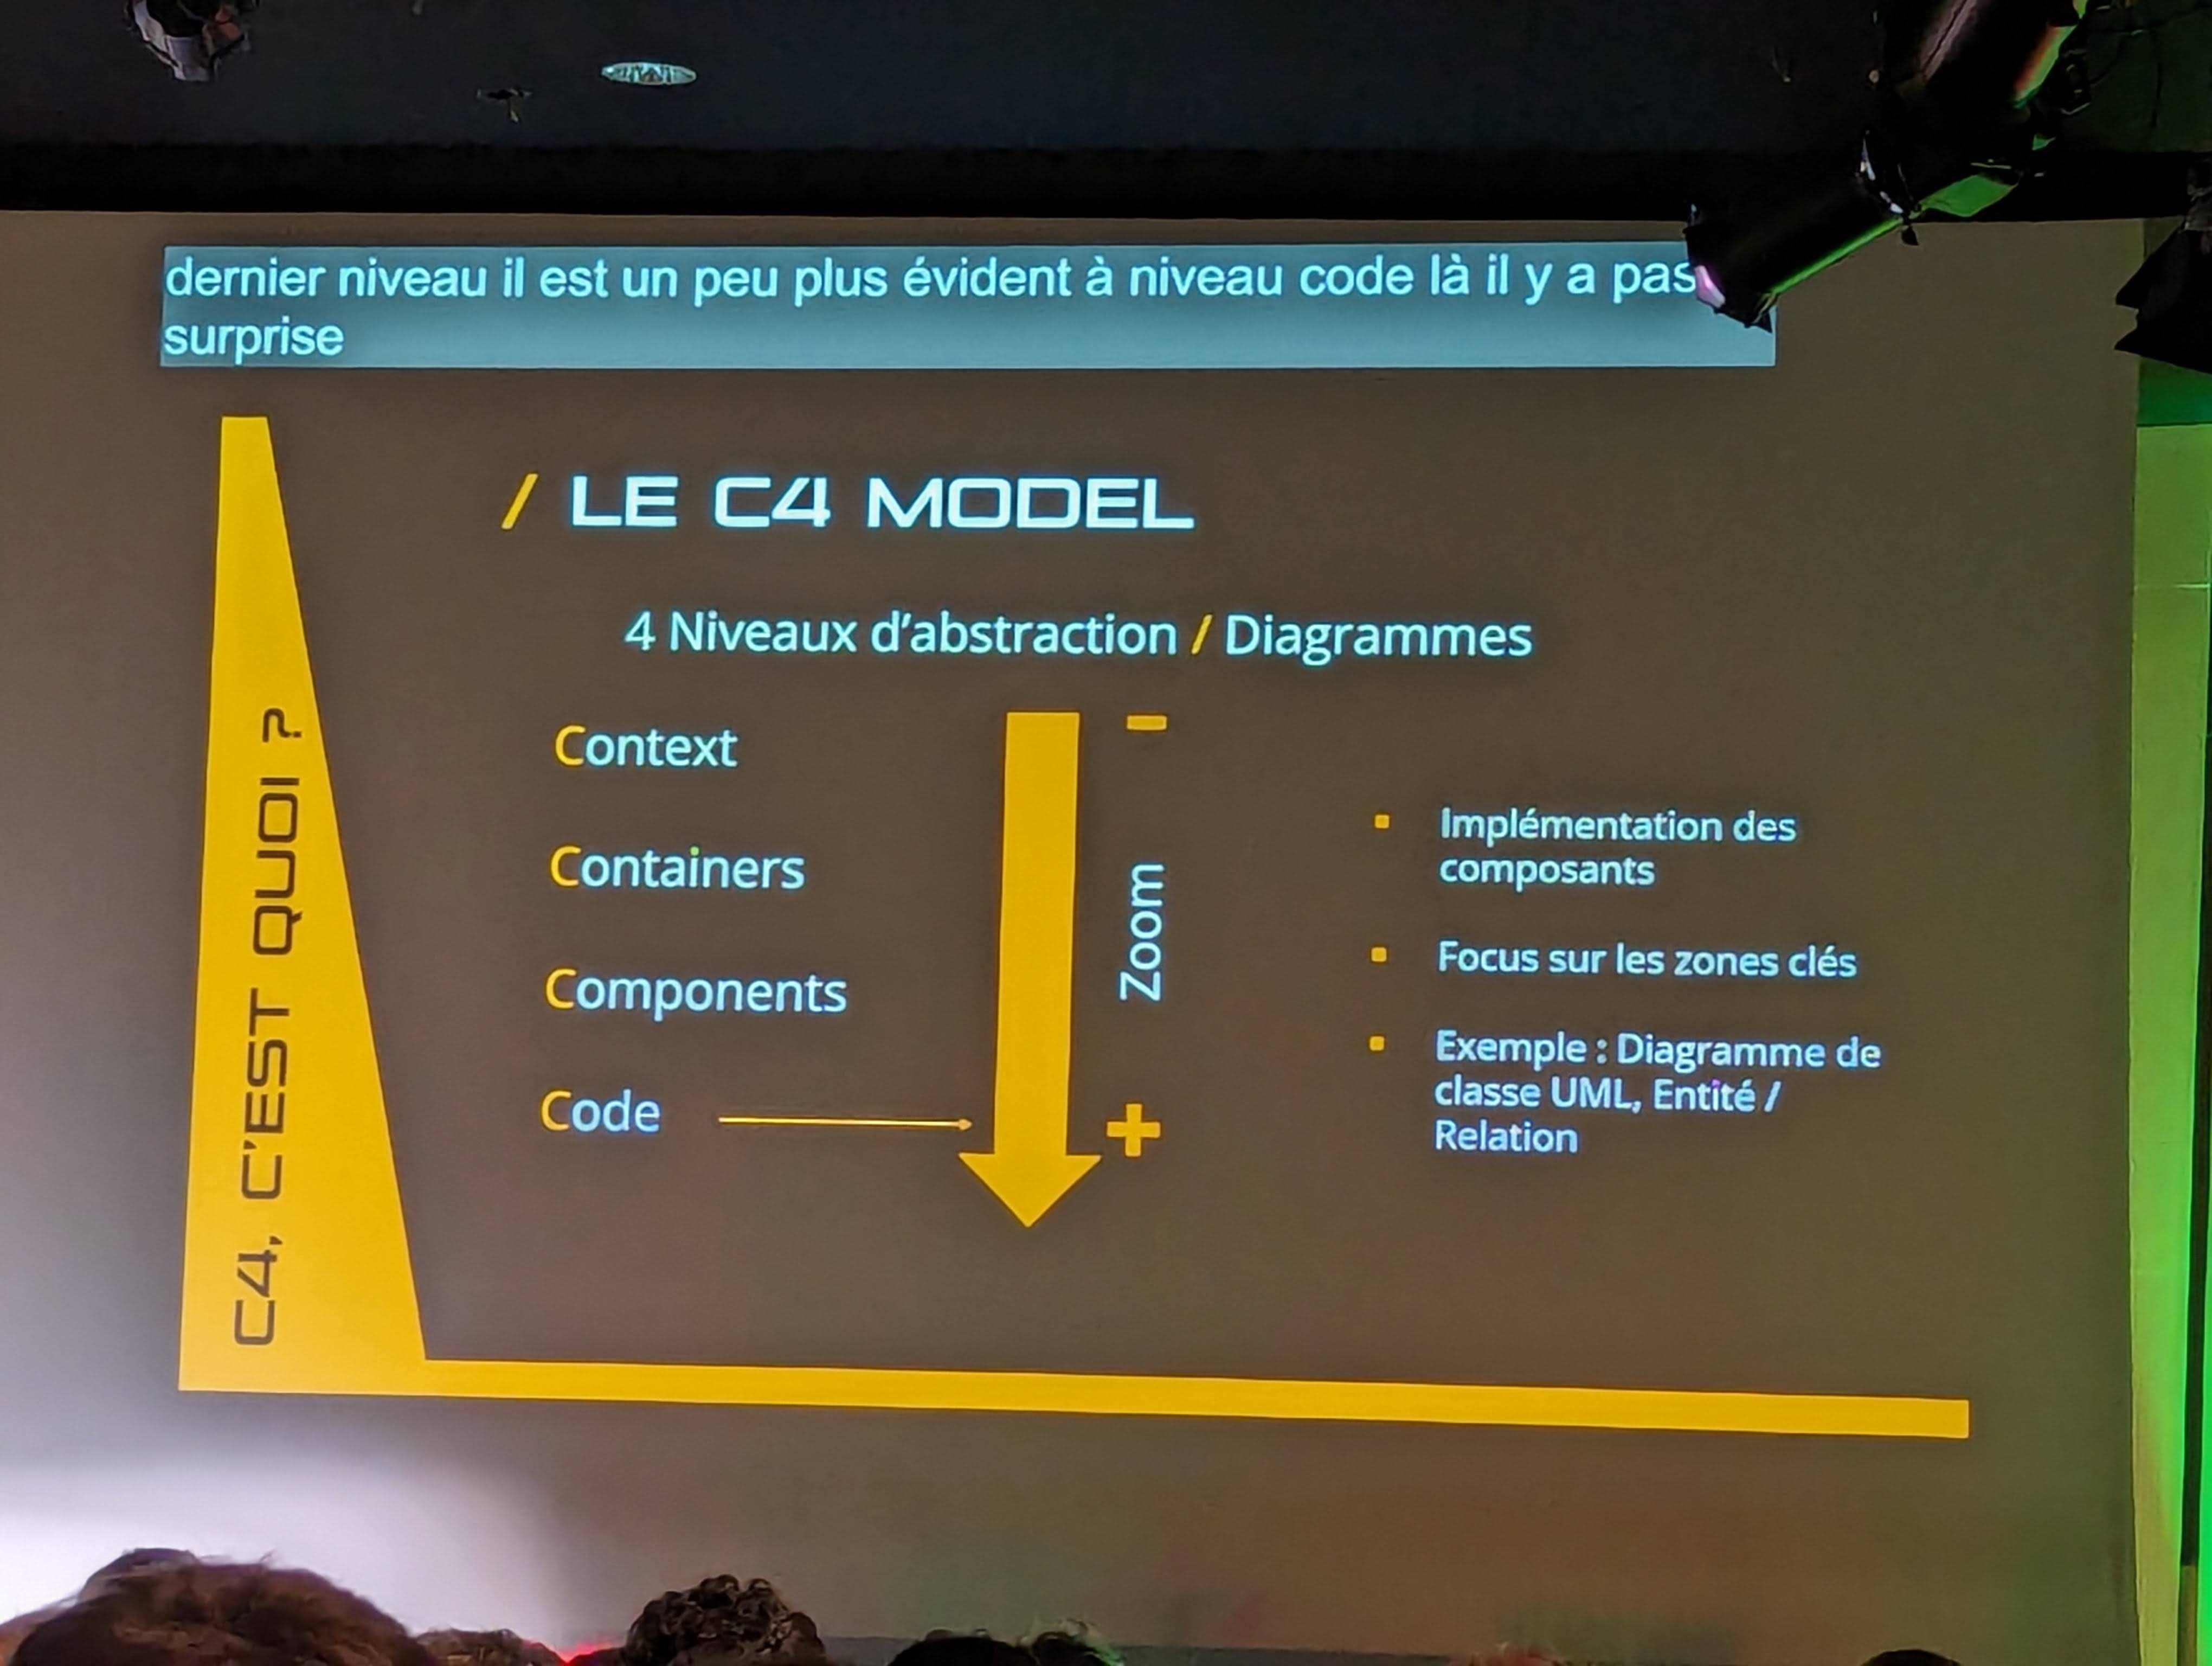 dernier niveau il est un peu plus évident à niveau code là il y a pas
surprise
/ LE C4 MODEL
4 Niveaux d'abstraction / Diagrammes
C4, C'EST QUOI ?
Context
Containers
Components
Code
−
Zoom
+
▪ Implémentation des
composants
▪ Focus sur les zones clés
▪ Exemple : Diagramme de
classe UML, Entité /
Relation